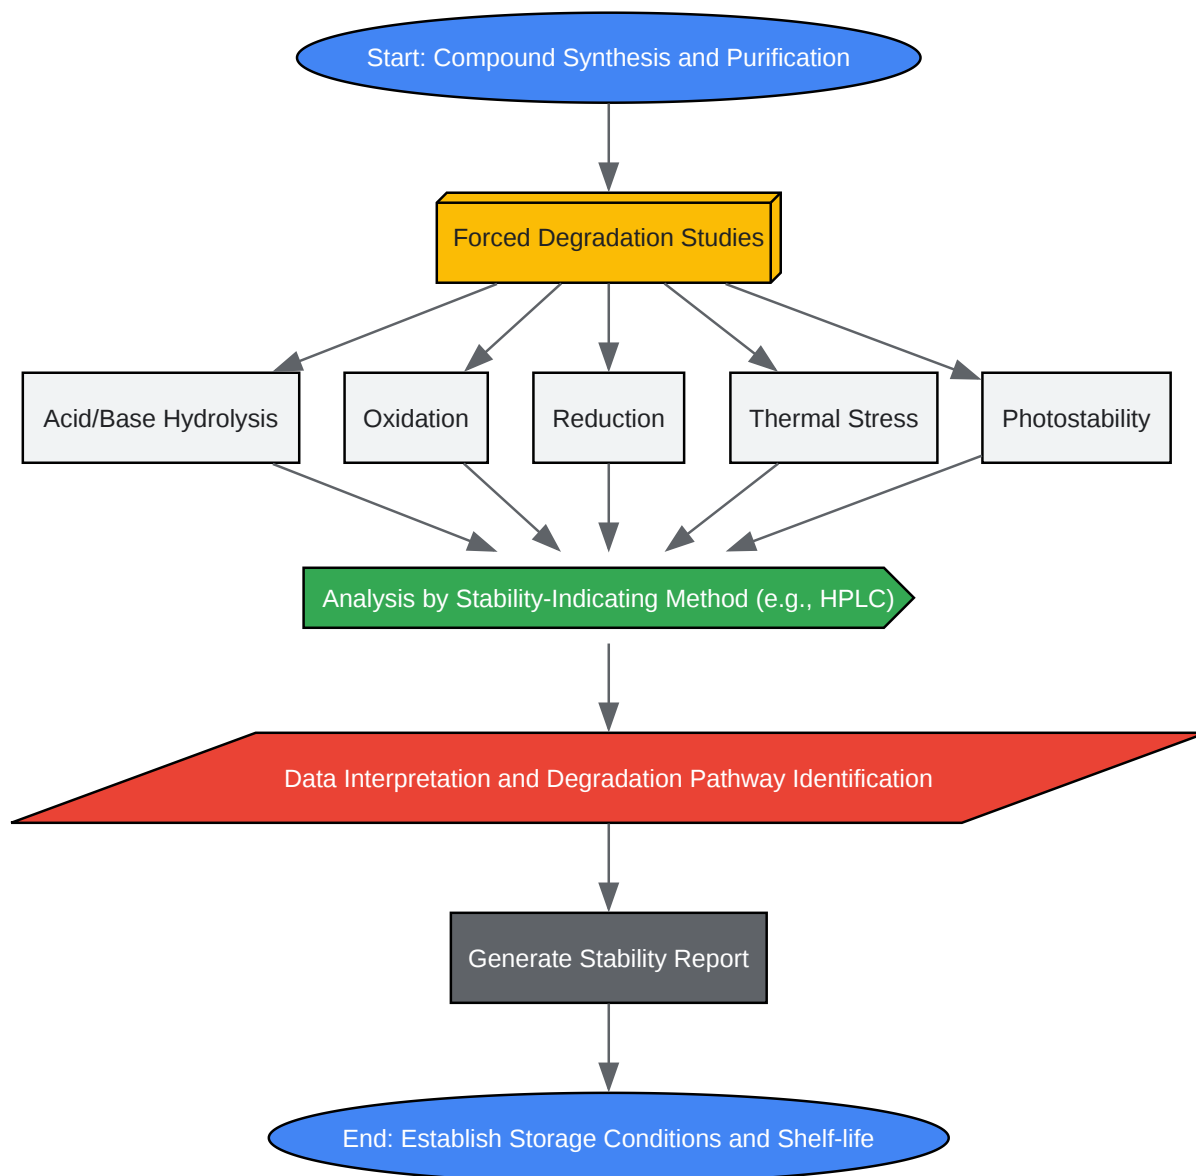 Start: Compound Synthesis and Purification
Forced Degradation Studies
Acid/Base Hydrolysis
Oxidation
Reduction
Thermal Stress
Photostability
Analysis by Stability-Indicating Method (e.g., HPLC)
Data Interpretation and Degradation Pathway Identification
Generate Stability Report
End: Establish Storage Conditions and Shelf-life